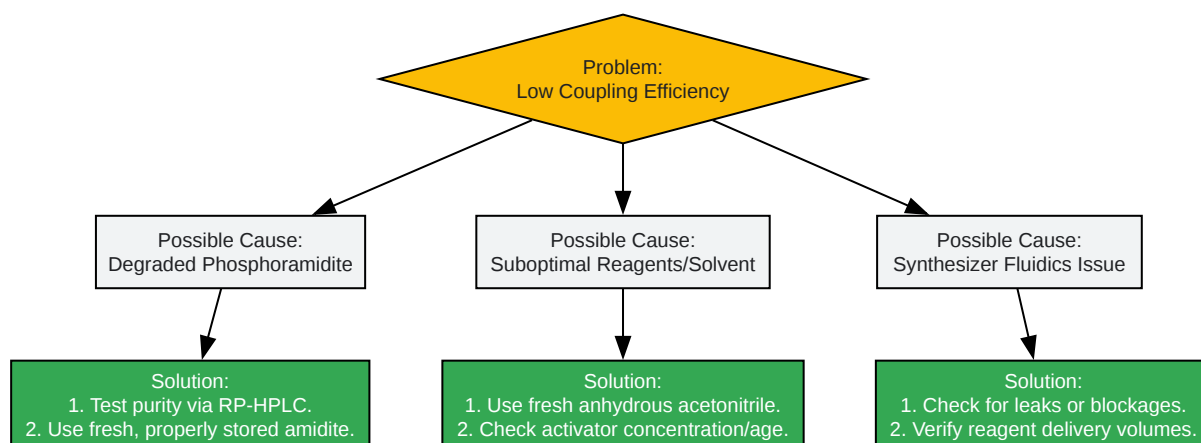 Problem:
Low Coupling Efficiency
Possible Cause:
Degraded Phosphoramidite
Possible Cause:
Suboptimal Reagents/Solvent
Possible Cause:
Synthesizer Fluidics Issue
Solution:
1. Test purity via RP-HPLC.
2. Use fresh, properly stored amidite.
Solution:
1. Use fresh anhydrous acetonitrile.
2. Check activator concentration/age.
Solution:
1. Check for leaks or blockages.
2. Verify reagent delivery volumes.